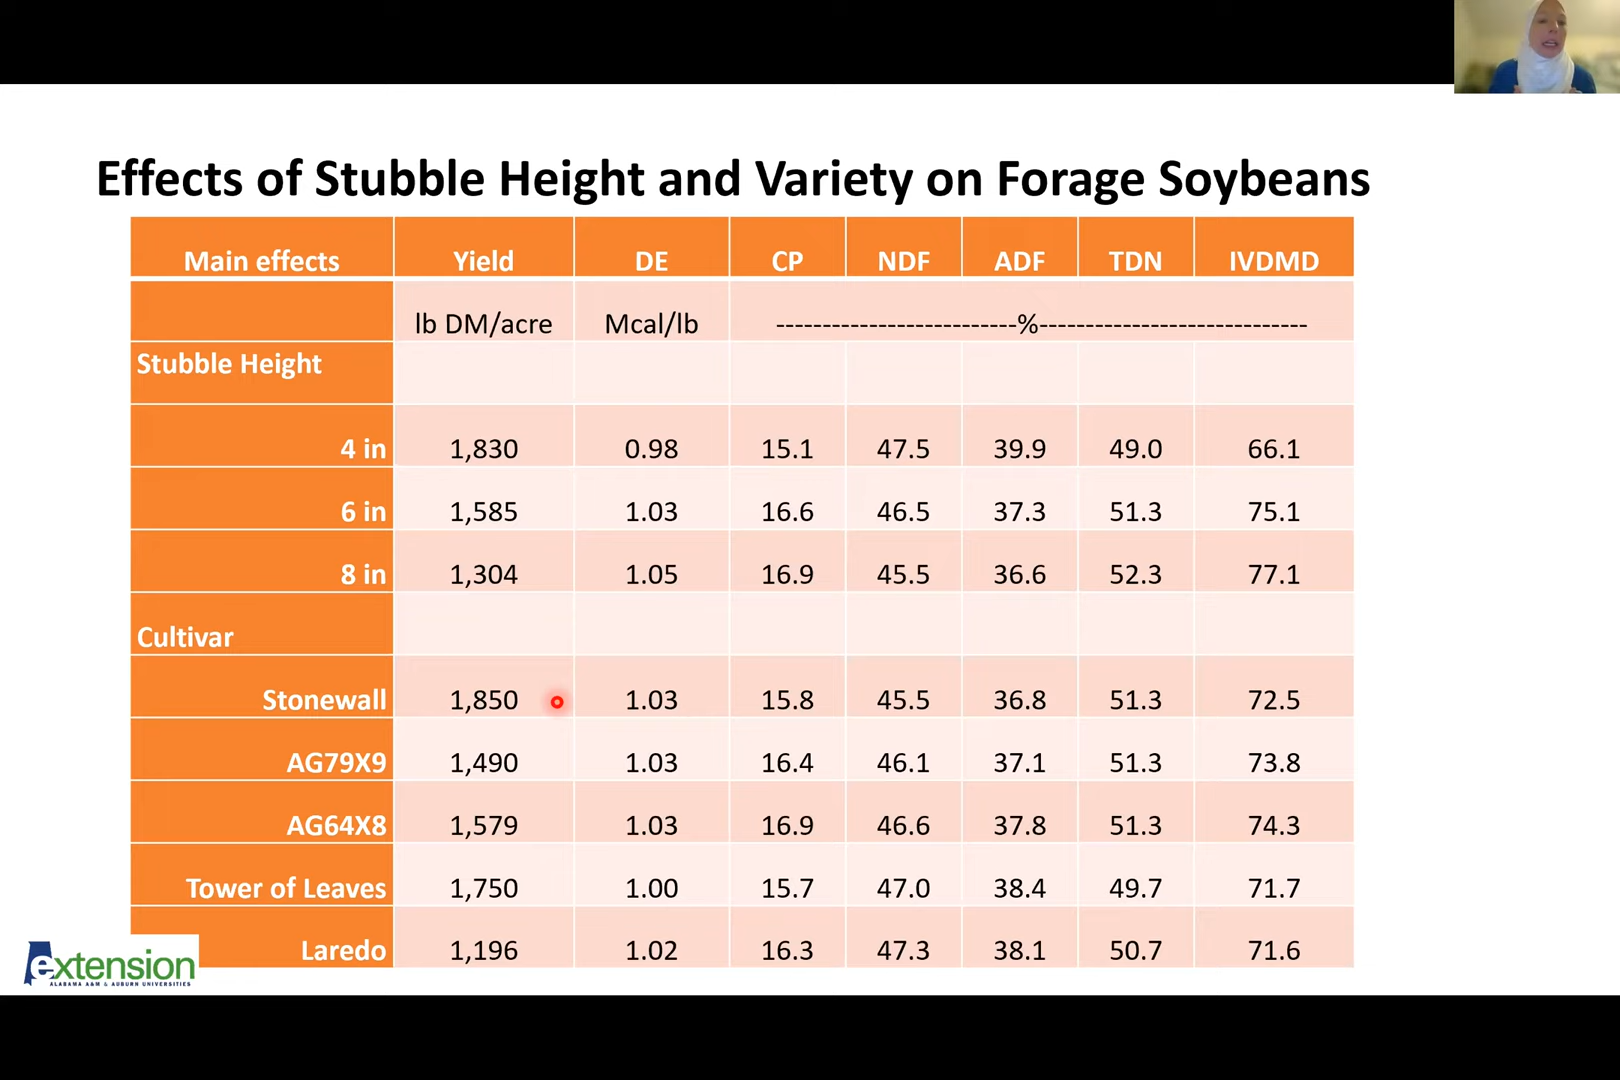 Effects of Stubble Height and Variety on Forage Soybeans
Main effects Yield DE CP NDF ADF TDN IVDMD
lb DM/acre Mcal/lb --------------------------%-----------------------------
Stubble Height
4 in 1,830 0.98 15.1 47.5 39.9 49.0 66.1
6 in 1,585 1.03 16.6 46.5 37.3 51.3 75.1
8 in 1,304 1.05 16.9 45.5 36.6 52.3 77.1
Cultivar
Stonewall 1,850 1.03 15.8 45.5 36.8 51.3 72.5
AG79X9 1,490 1.03 16.4 46.1 37.1 51.3 73.8
AG64X8 1,579 1.03 16.9 46.6 37.8 51.3 74.3
Tower of Leaves 1,750 1.00 15.7 47.0 38.4 49.7 71.7
Laredo 1,196 1.02 16.3 47.3 38.1 50.7 71.6
extension
ALABAMA A&M & AUBURN UNIVERSITIES